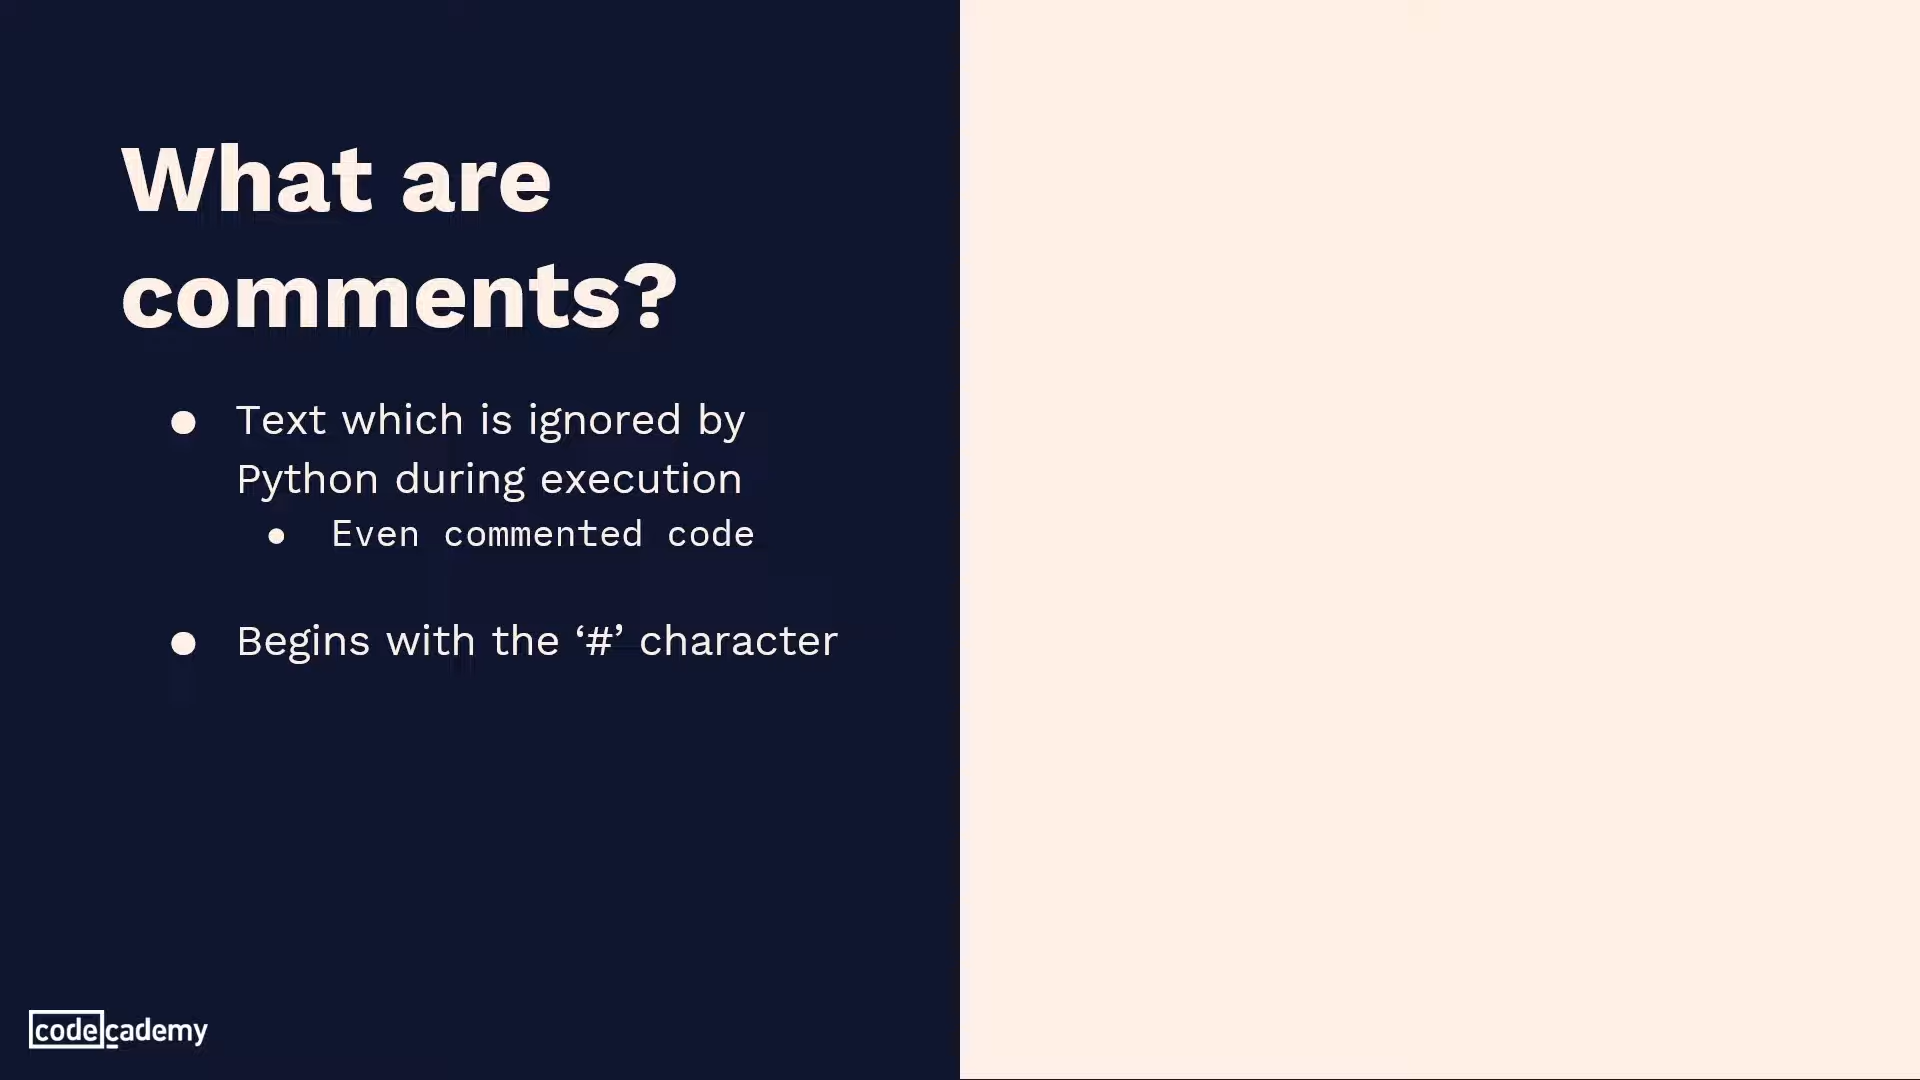 What are
comments?
● Text which is ignored by
Python during execution
● Even commented code
● Begins with the ‘#’ character
codecademy